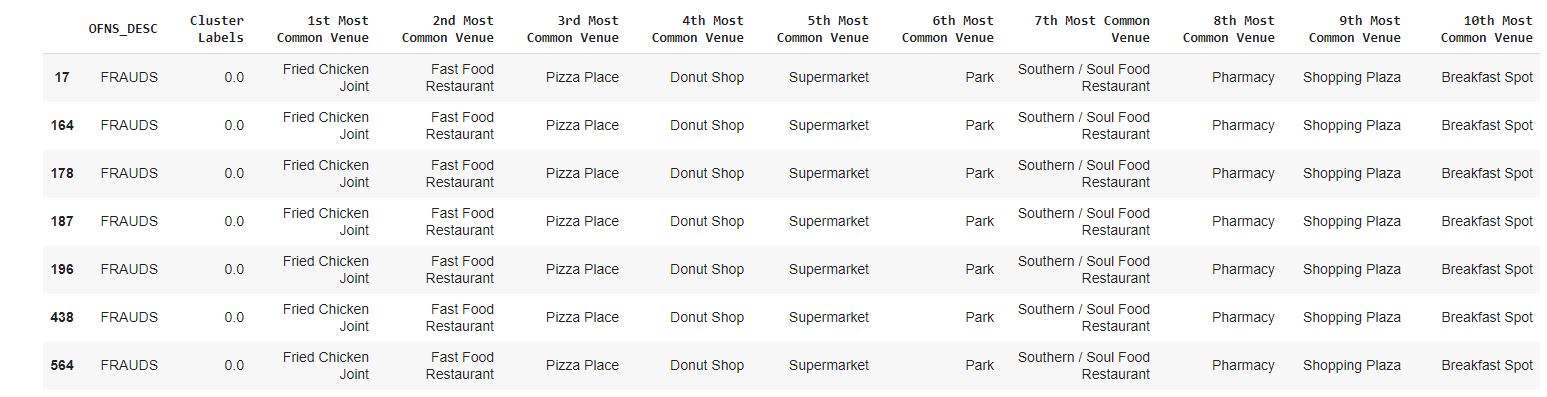 OFNS_DESC Cluster Labels 1st Most Common Venue 2nd Most Common Venue 3rd Most Common Venue 4th Most Common Venue 5th Most Common Venue 6th Most Common Venue 7th Most Common Venue 8th Most Common Venue 9th Most Common Venue 10th Most Common Venue
17 FRAUDS 0.0 Fried Chicken Joint Fast Food Restaurant Pizza Place Donut Shop Supermarket Park Southern / Soul Food Restaurant Pharmacy Shopping Plaza Breakfast Spot
164 FRAUDS 0.0 Fried Chicken Joint Fast Food Restaurant Pizza Place Donut Shop Supermarket Park Southern / Soul Food Restaurant Pharmacy Shopping Plaza Breakfast Spot
178 FRAUDS 0.0 Fried Chicken Joint Fast Food Restaurant Pizza Place Donut Shop Supermarket Park Southern / Soul Food Restaurant Pharmacy Shopping Plaza Breakfast Spot
187 FRAUDS 0.0 Fried Chicken Joint Fast Food Restaurant Pizza Place Donut Shop Supermarket Park Southern / Soul Food Restaurant Pharmacy Shopping Plaza Breakfast Spot
196 FRAUDS 0.0 Fried Chicken Joint Fast Food Restaurant Pizza Place Donut Shop Supermarket Park Southern / Soul Food Restaurant Pharmacy Shopping Plaza Breakfast Spot
438 FRAUDS 0.0 Fried Chicken Joint Fast Food Restaurant Pizza Place Donut Shop Supermarket Park Southern / Soul Food Restaurant Pharmacy Shopping Plaza Breakfast Spot
564 FRAUDS 0.0 Fried Chicken Joint Fast Food Restaurant Pizza Place Donut Shop Supermarket Park Southern / Soul Food Restaurant Pharmacy Shopping Plaza Breakfast Spot